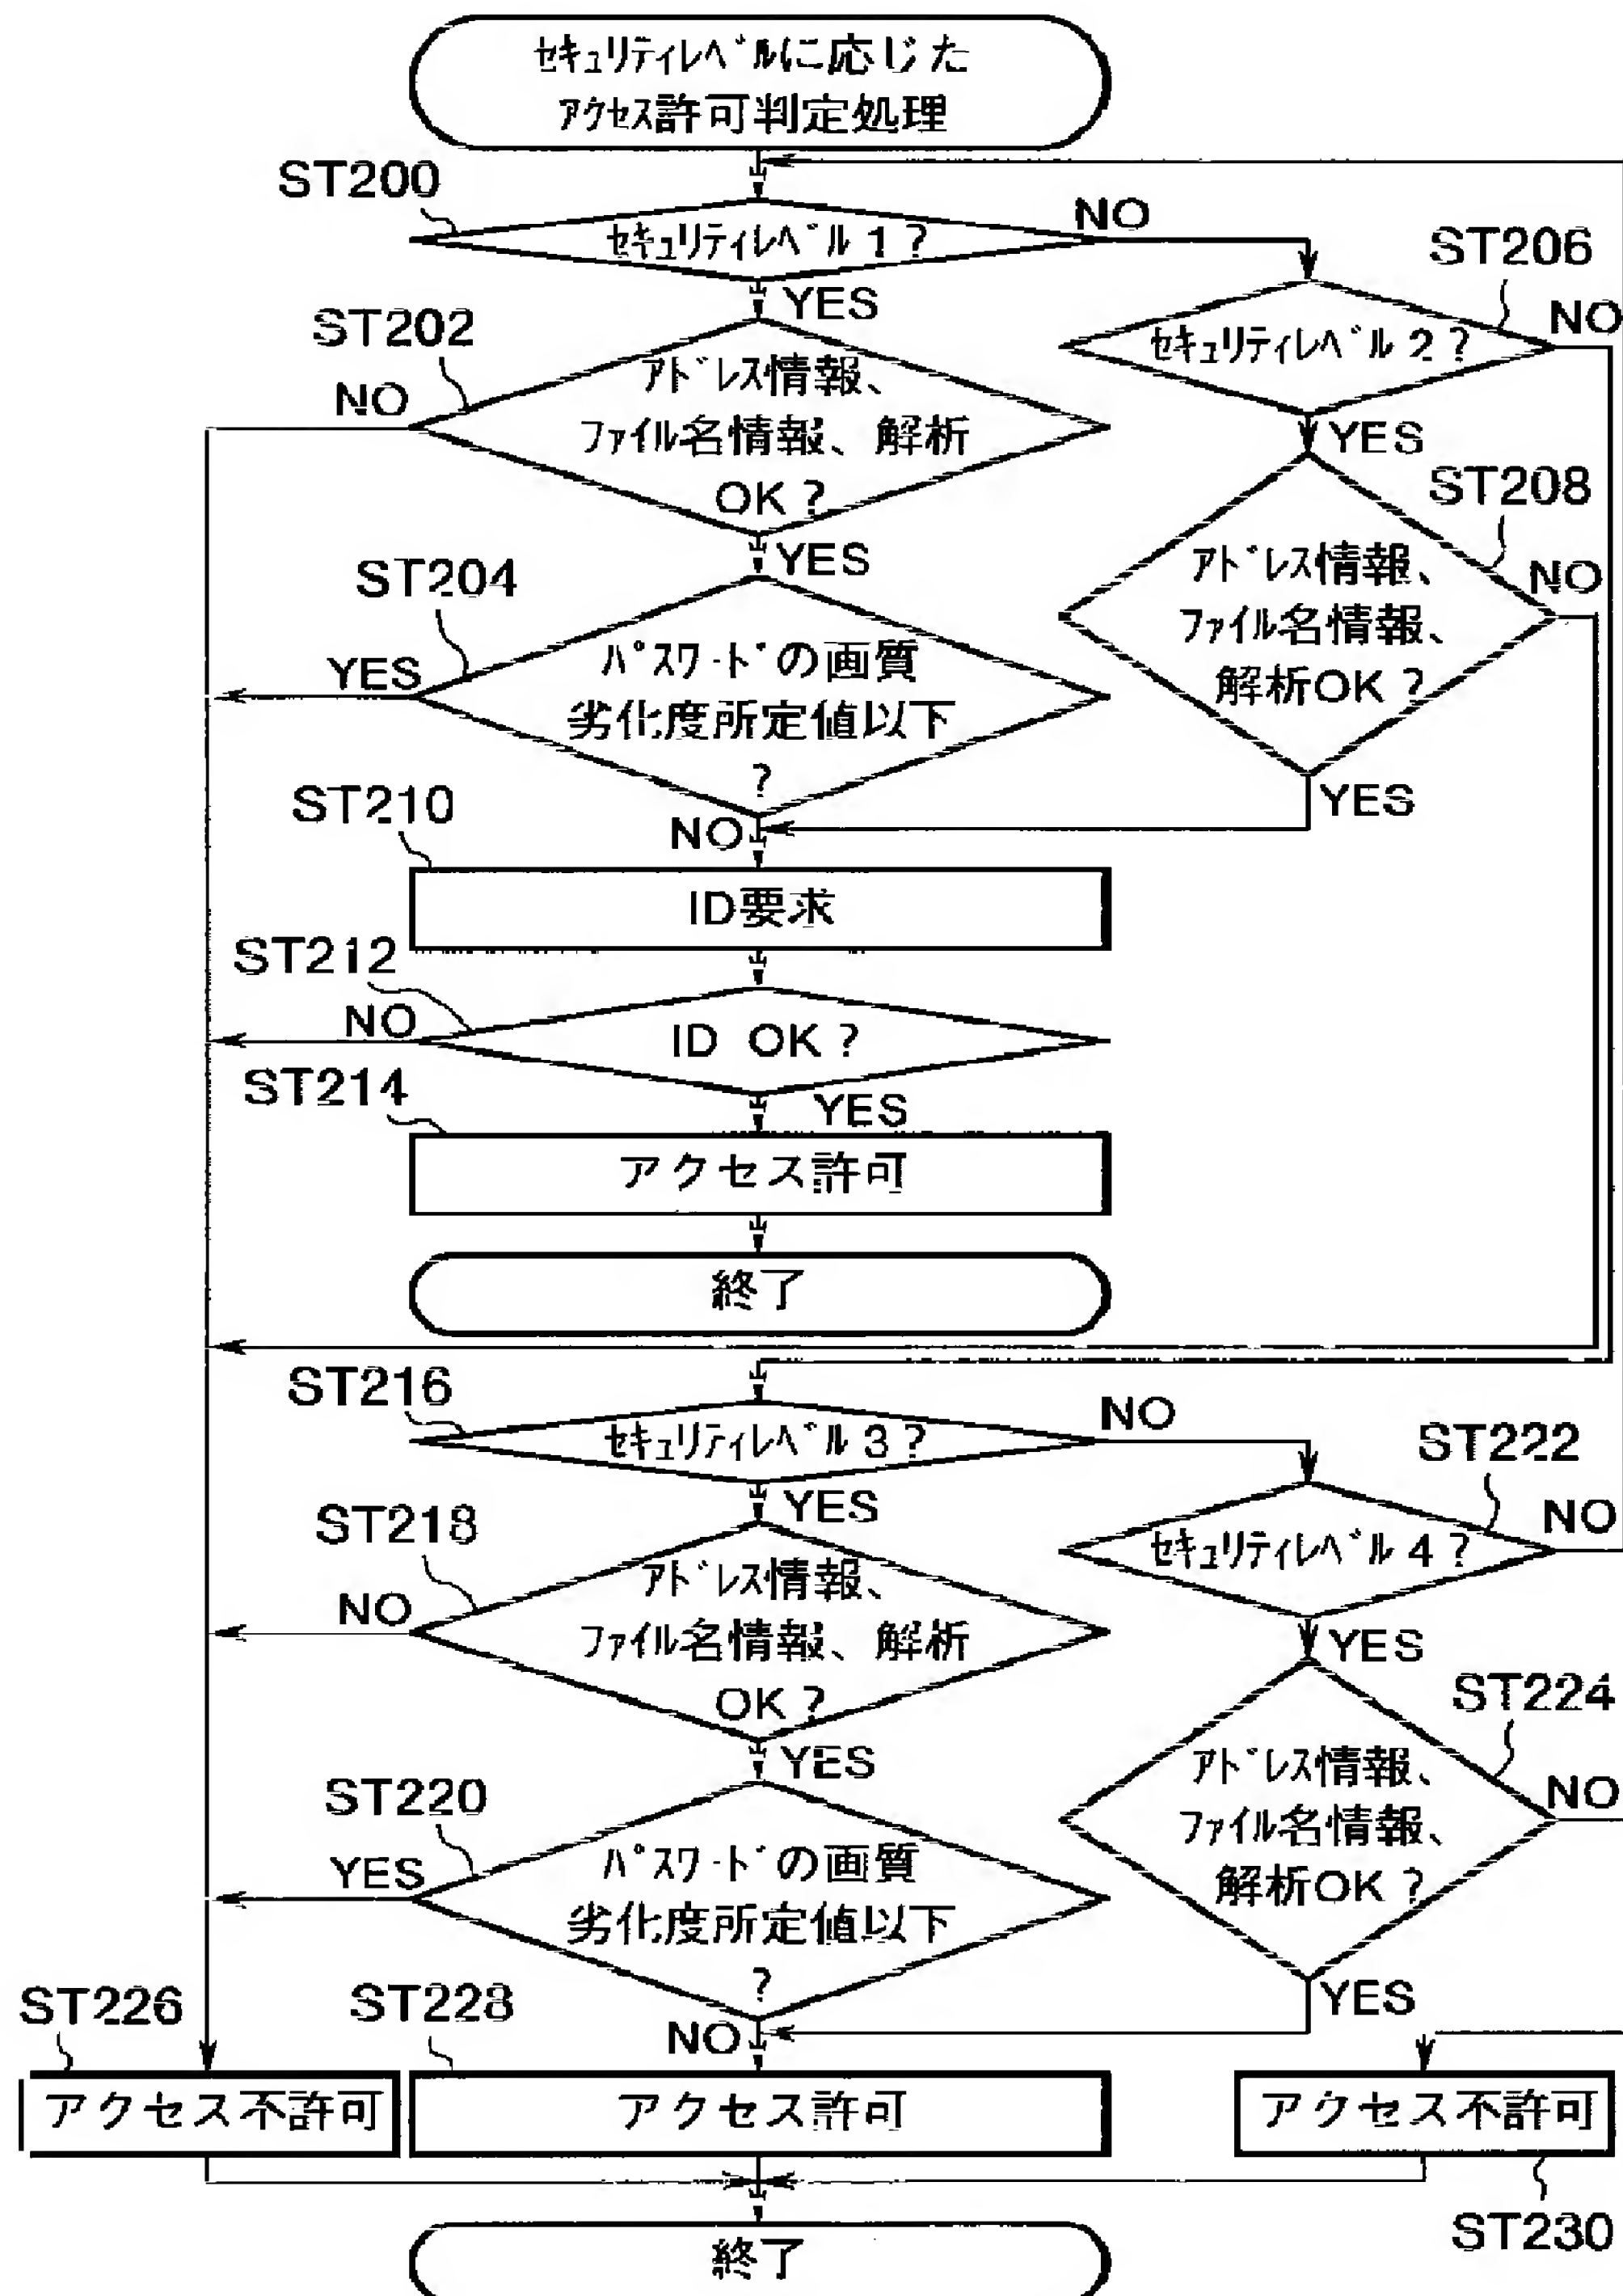 セキュリティレベルに応じた
アクセス許可判定処理
ST200
セキュリティレベル1?
NO
YES
ST206
セキュリティレベル2?
NO
YES
ST202
アドレス情報、
ファイル名情報、解析
OK?
NO
YES
ST208
アドレス情報、
ファイル名情報、
解析OK?
NO
YES
ST204
パスワードの画質
劣化度所定値以下
?
YES
NO
ST210
ID要求
ST212
ID OK?
NO
YES
ST214
アクセス許可
終了
ST216
セキュリティレベル3?
NO
YES
ST222
セキュリティレベル4?
NO
YES
ST218
アドレス情報、
ファイル名情報、解析
OK?
NO
YES
ST224
アドレス情報、
ファイル名情報、
解析OK?
NO
YES
ST220
パスワードの画質
劣化度所定値以下
?
YES
NO
ST226
アクセス不許可
ST228
アクセス許可
アクセス不許可
ST230
終了